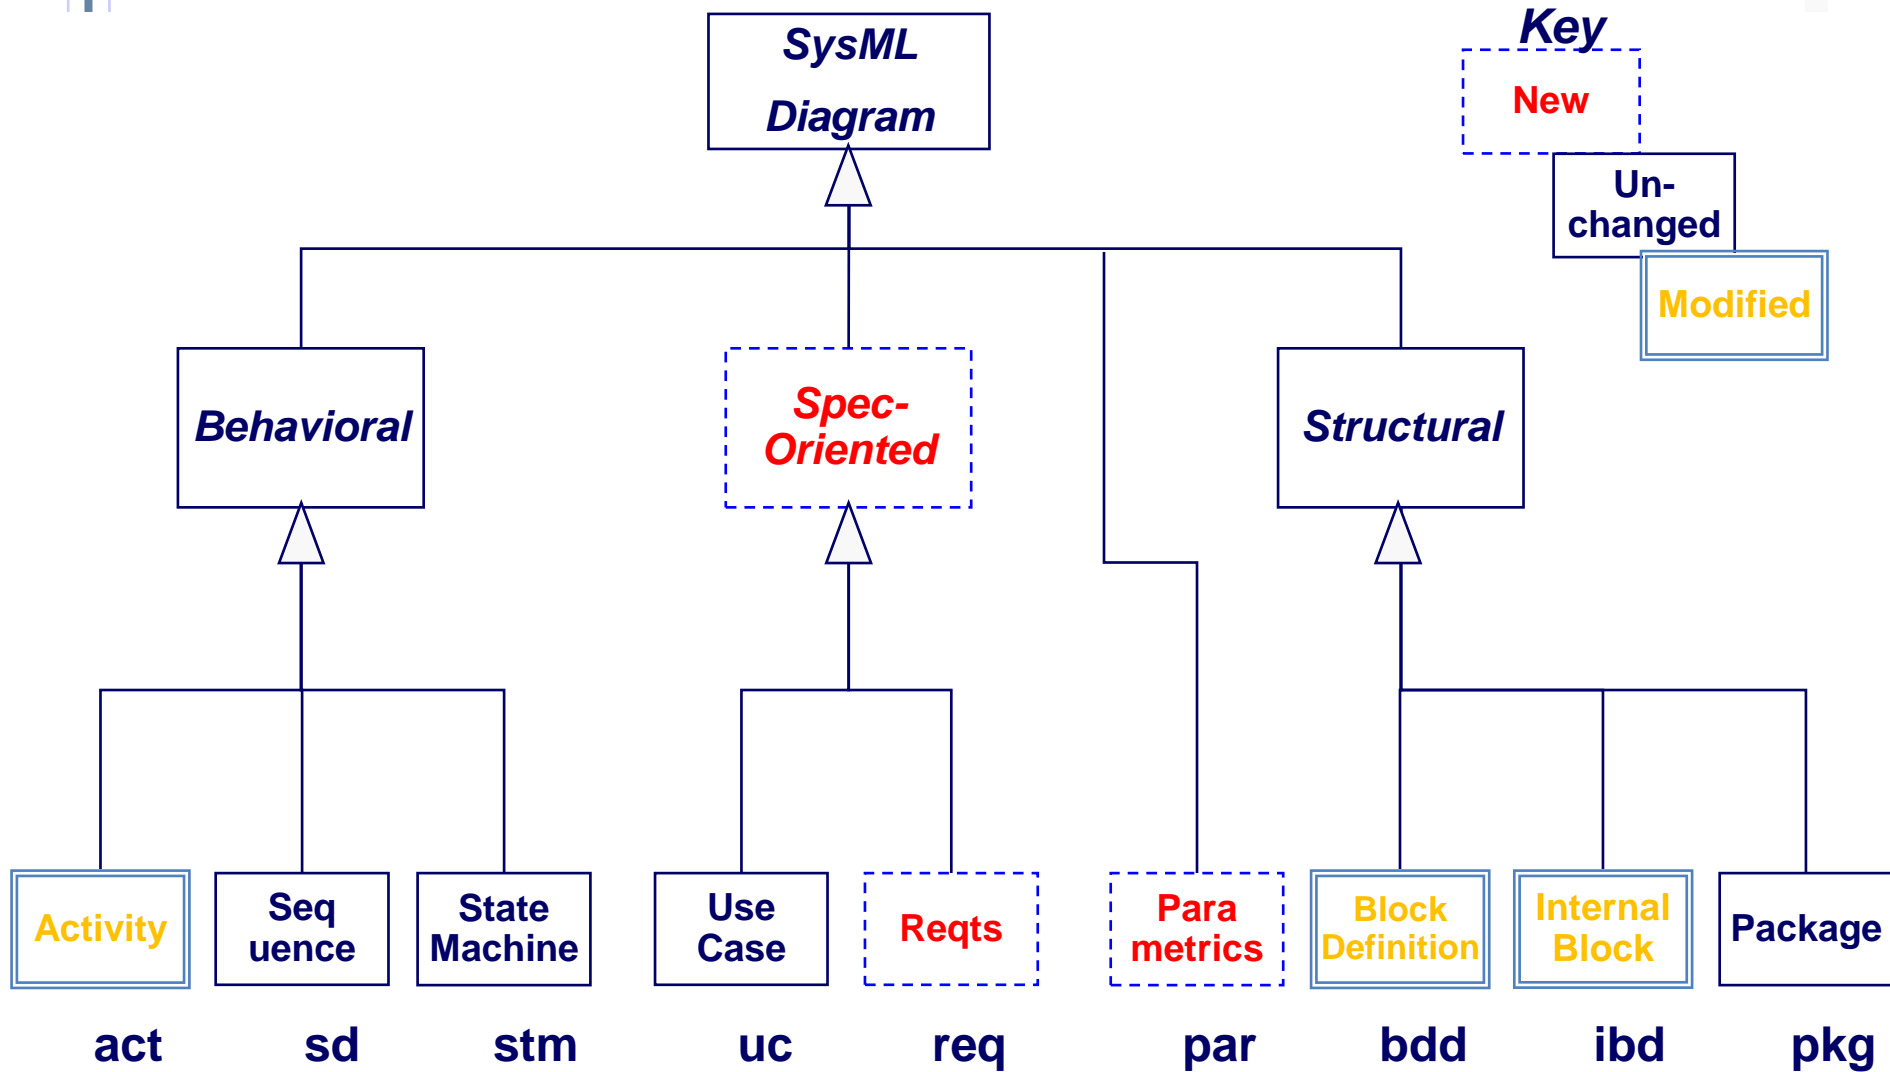 SysML
Diagram
Key
New
Un-
changed
Modified
Behavioral
Spec-
Oriented
Structural
Activity
Seq
uence
State
Machine
Use
Case
Reqts
Para
metrics
Block
Definition
Internal
Block
Package
act
sd
stm
uc
req
par
bdd
ibd
pkg